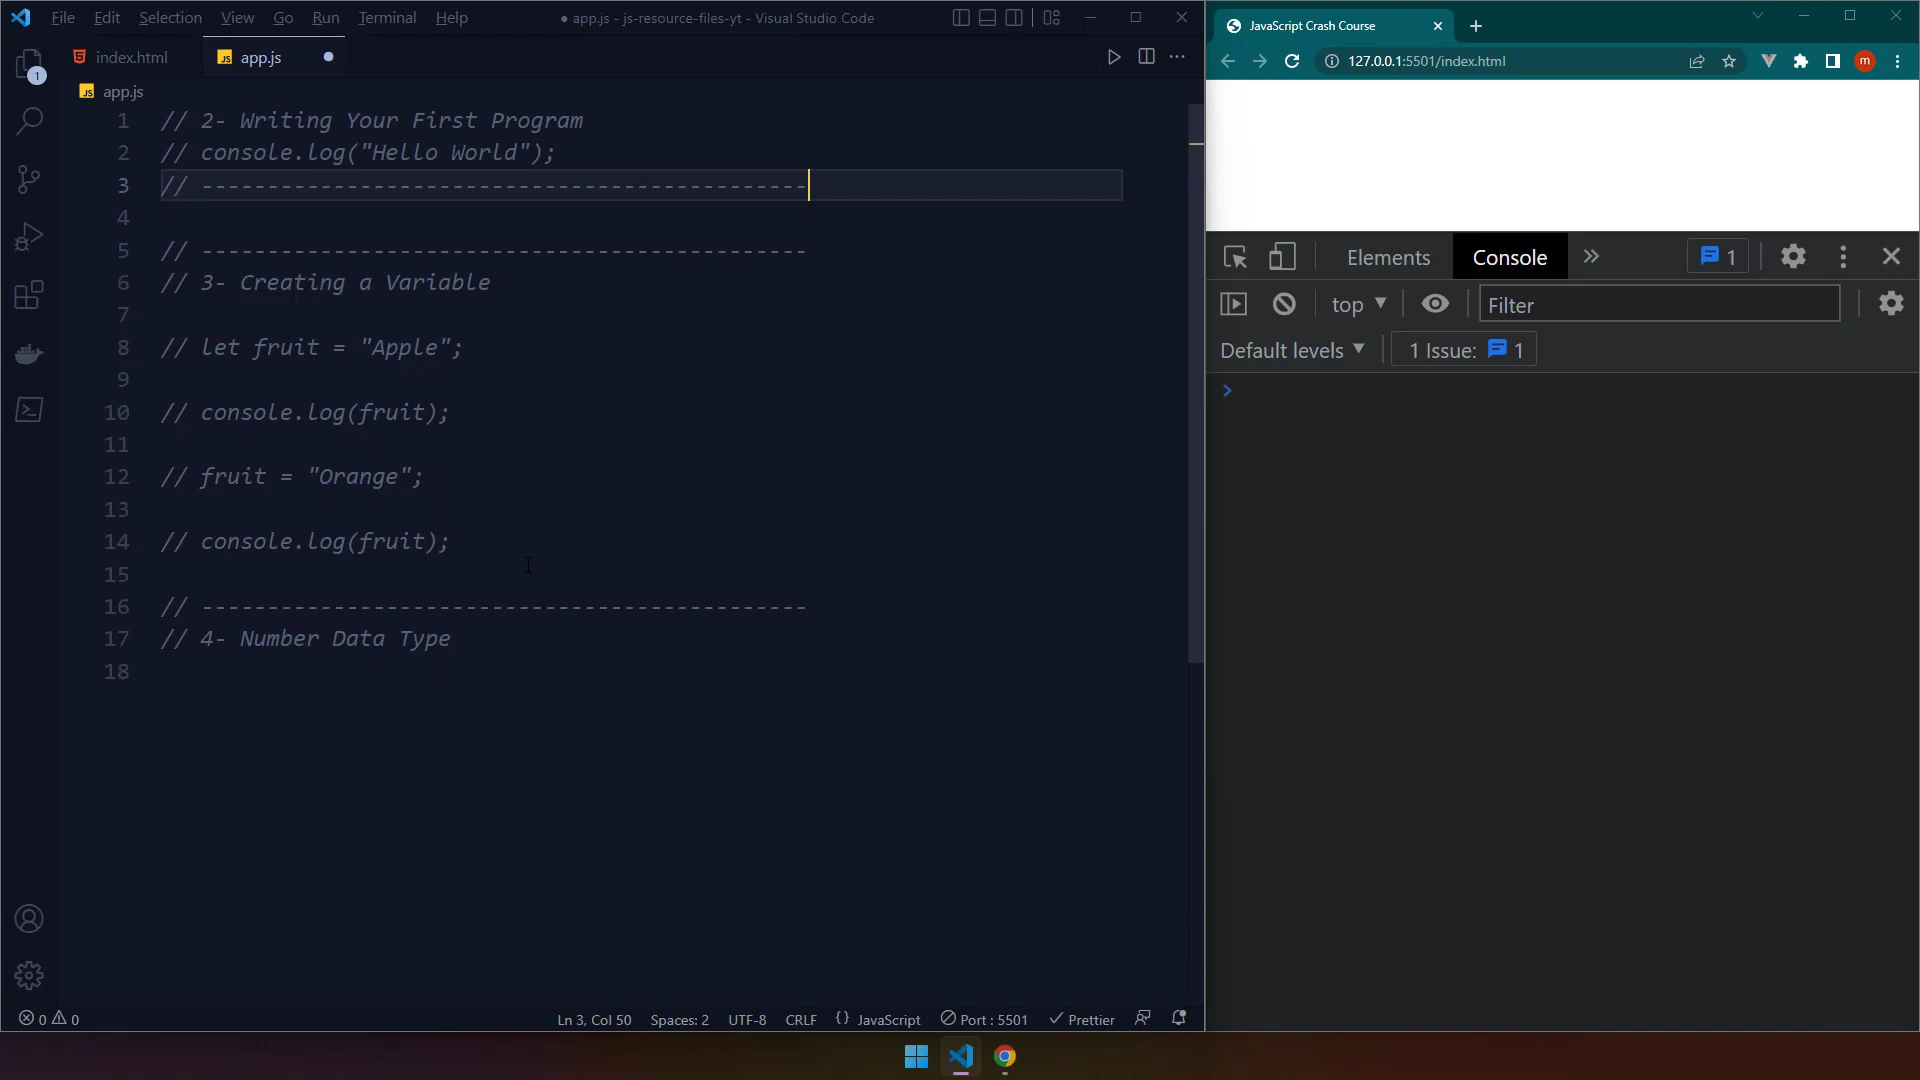 File Edit Selection View Go Run Terminal Help
● app.js - js-resource-files-yt - Visual Studio Code
index.html
JS app.js
JS app.js
1
1 // 2- Writing Your First Program
2 // console.log("Hello World");
3 // ----------------------------------------------
4
5 // ----------------------------------------------
6 // 3- Creating a Variable
7
8 // let fruit = "Apple";
9
10 // console.log(fruit);
11
12 // fruit = "Orange";
13
14 // console.log(fruit);
15
16 // ----------------------------------------------
17 // 4- Number Data Type
18
0 0
Ln 3, Col 50 Spaces: 2 UTF-8 CRLF {} JavaScript Port : 5501 Prettier
JavaScript Crash Course
127.0.0.1:5501/index.html
m
Elements Console 1
top Filter
Default levels 1 Issue: 1
>